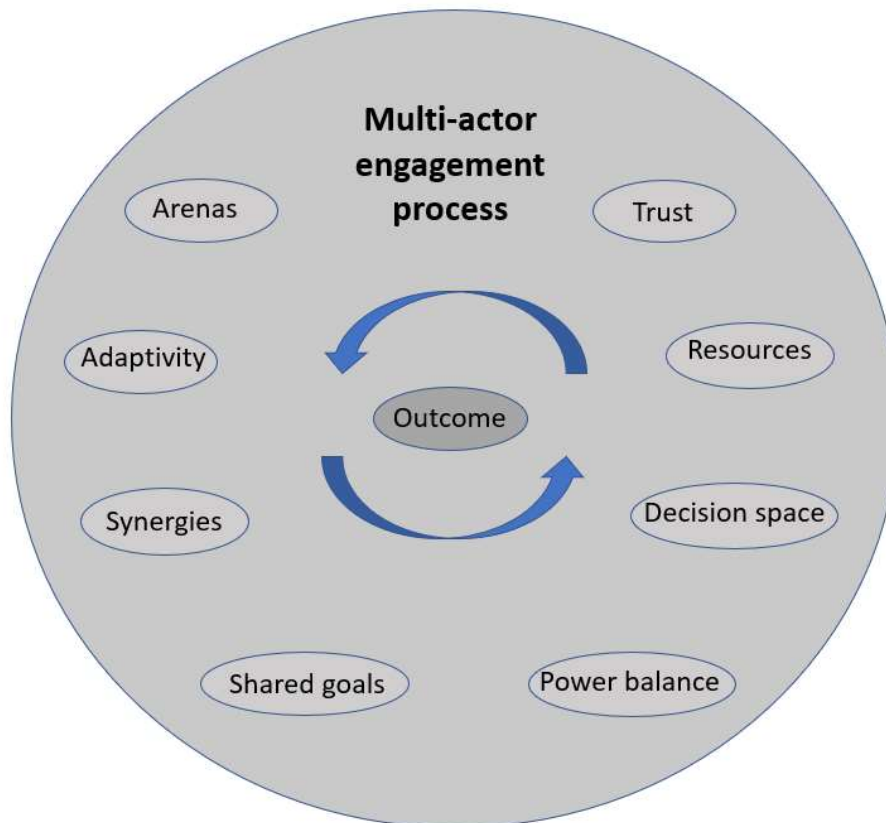 Multi-actor
engagement
process
Arenas
Trust
Adaptivity
Resources
Outcome
Synergies
Decision space
Shared goals
Power balance